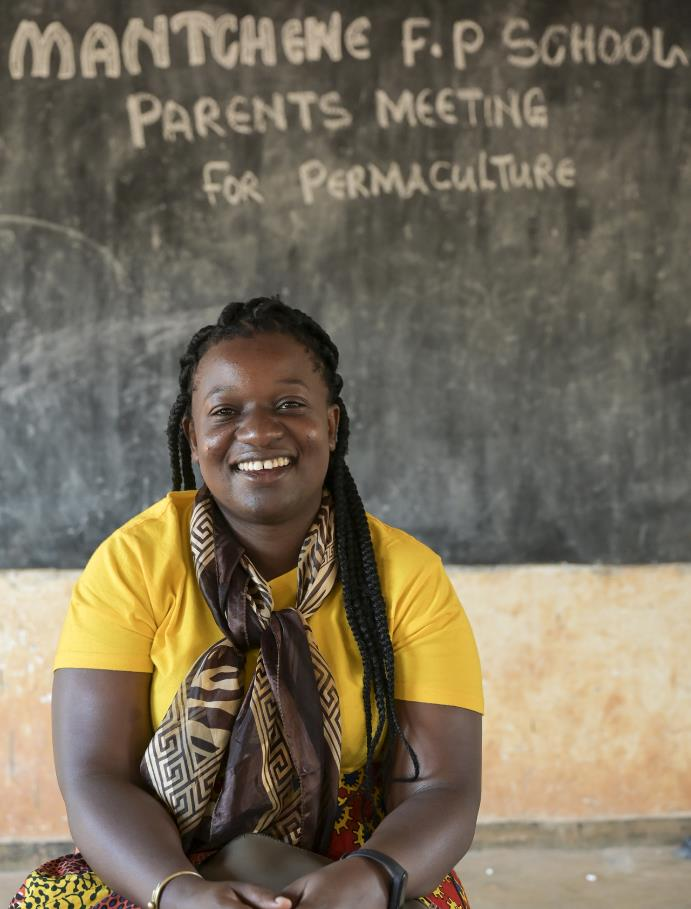 MANTCHENE F.P SCHOOL
PARENTS MEETING
FOR PERMACULTURE